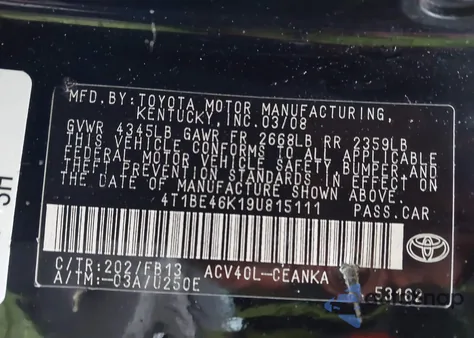 MFD.BY:TOYOTA MOTOR MANUFACTURING,
KENTUCKY, INC. 03/08
GVWR 4345LB GAWR FR 2668LB RR 2359LB
THIS VEHICLE CONFORMS TO ALL APPLICABLE
FEDERAL MOTOR VEHICLE SAFETY AND THEFT
PREVENTION STANDARDS IN EFFECT ON
THE DATE OF MANUFACTURE SHOWN ABOVE.
4T1BE46K19U815111 PASS.CAR
C/TR:202/FB13 ACV40L-CEANKA
A/TM:-03A/U250E 53182